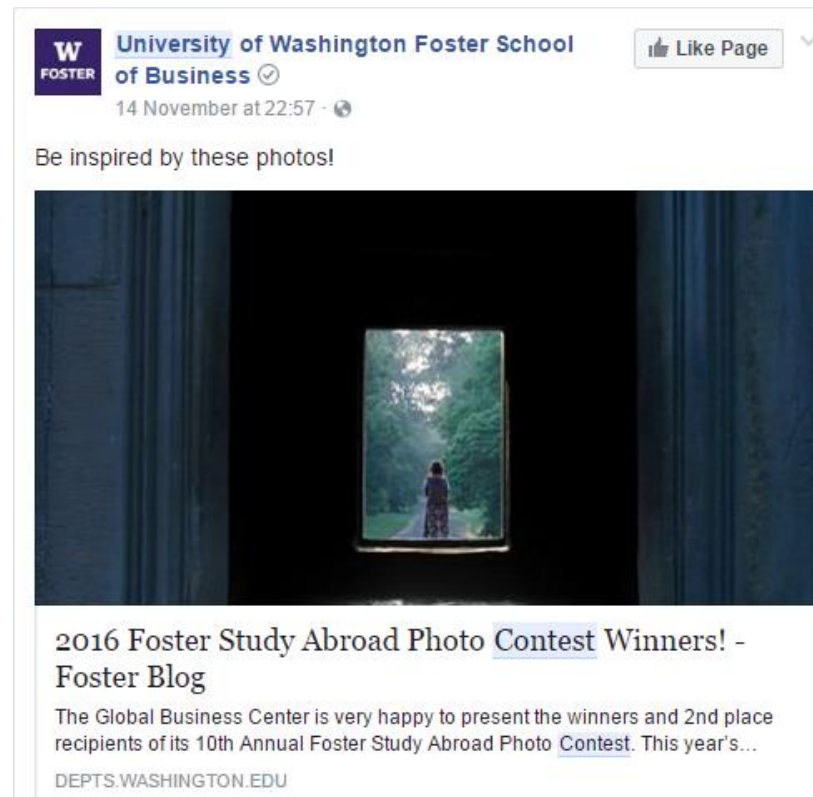 W
FOSTER
University of Washington Foster School
of Business
Like Page
14 November at 22:57 ·
Be inspired by these photos!
2016 Foster Study Abroad Photo Contest Winners! -
Foster Blog
The Global Business Center is very happy to present the winners and 2nd place
recipients of its 10th Annual Foster Study Abroad Photo Contest. This year's...
DEPTS.WASHINGTON.EDU